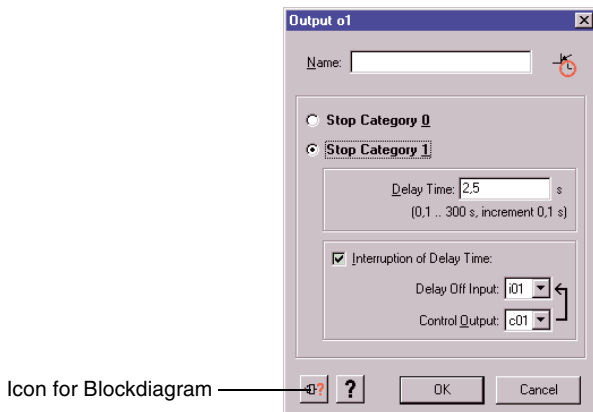 Output o1
Name:
Stop Category 0
Stop Category 1
Delay Time: 2,5 s
(0,1 .. 300 s, increment 0,1 s)
Interruption of Delay Time:
Delay Off Input: i01
Control Output: c01
Icon for Blockdiagram
? ? OK Cancel